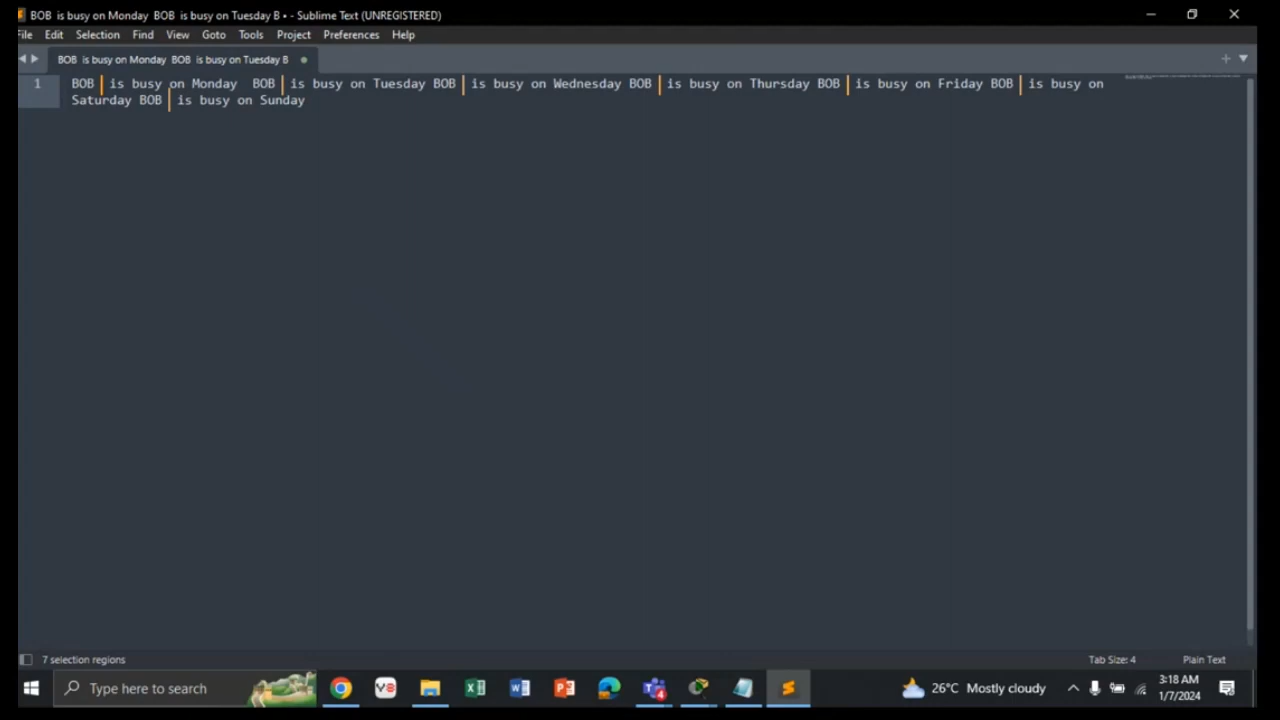 BOB  is busy on Monday  BOB  is busy on Tuesday B • - Sublime Text (UNREGISTERED)
File Edit Selection Find View Goto Tools Project Preferences Help
BOB  is busy on Monday  BOB  is busy on Tuesday B
1 BOB  is busy on Monday  BOB  is busy on Tuesday BOB  is busy on Wednesday BOB  is busy on Thursday BOB  is busy on Friday BOB  is busy on
Saturday BOB  is busy on Sunday
7 selection regions Tab Size: 4 Plain Text
Type here to search 4 26°C Mostly cloudy 3:18 AM
1/7/2024